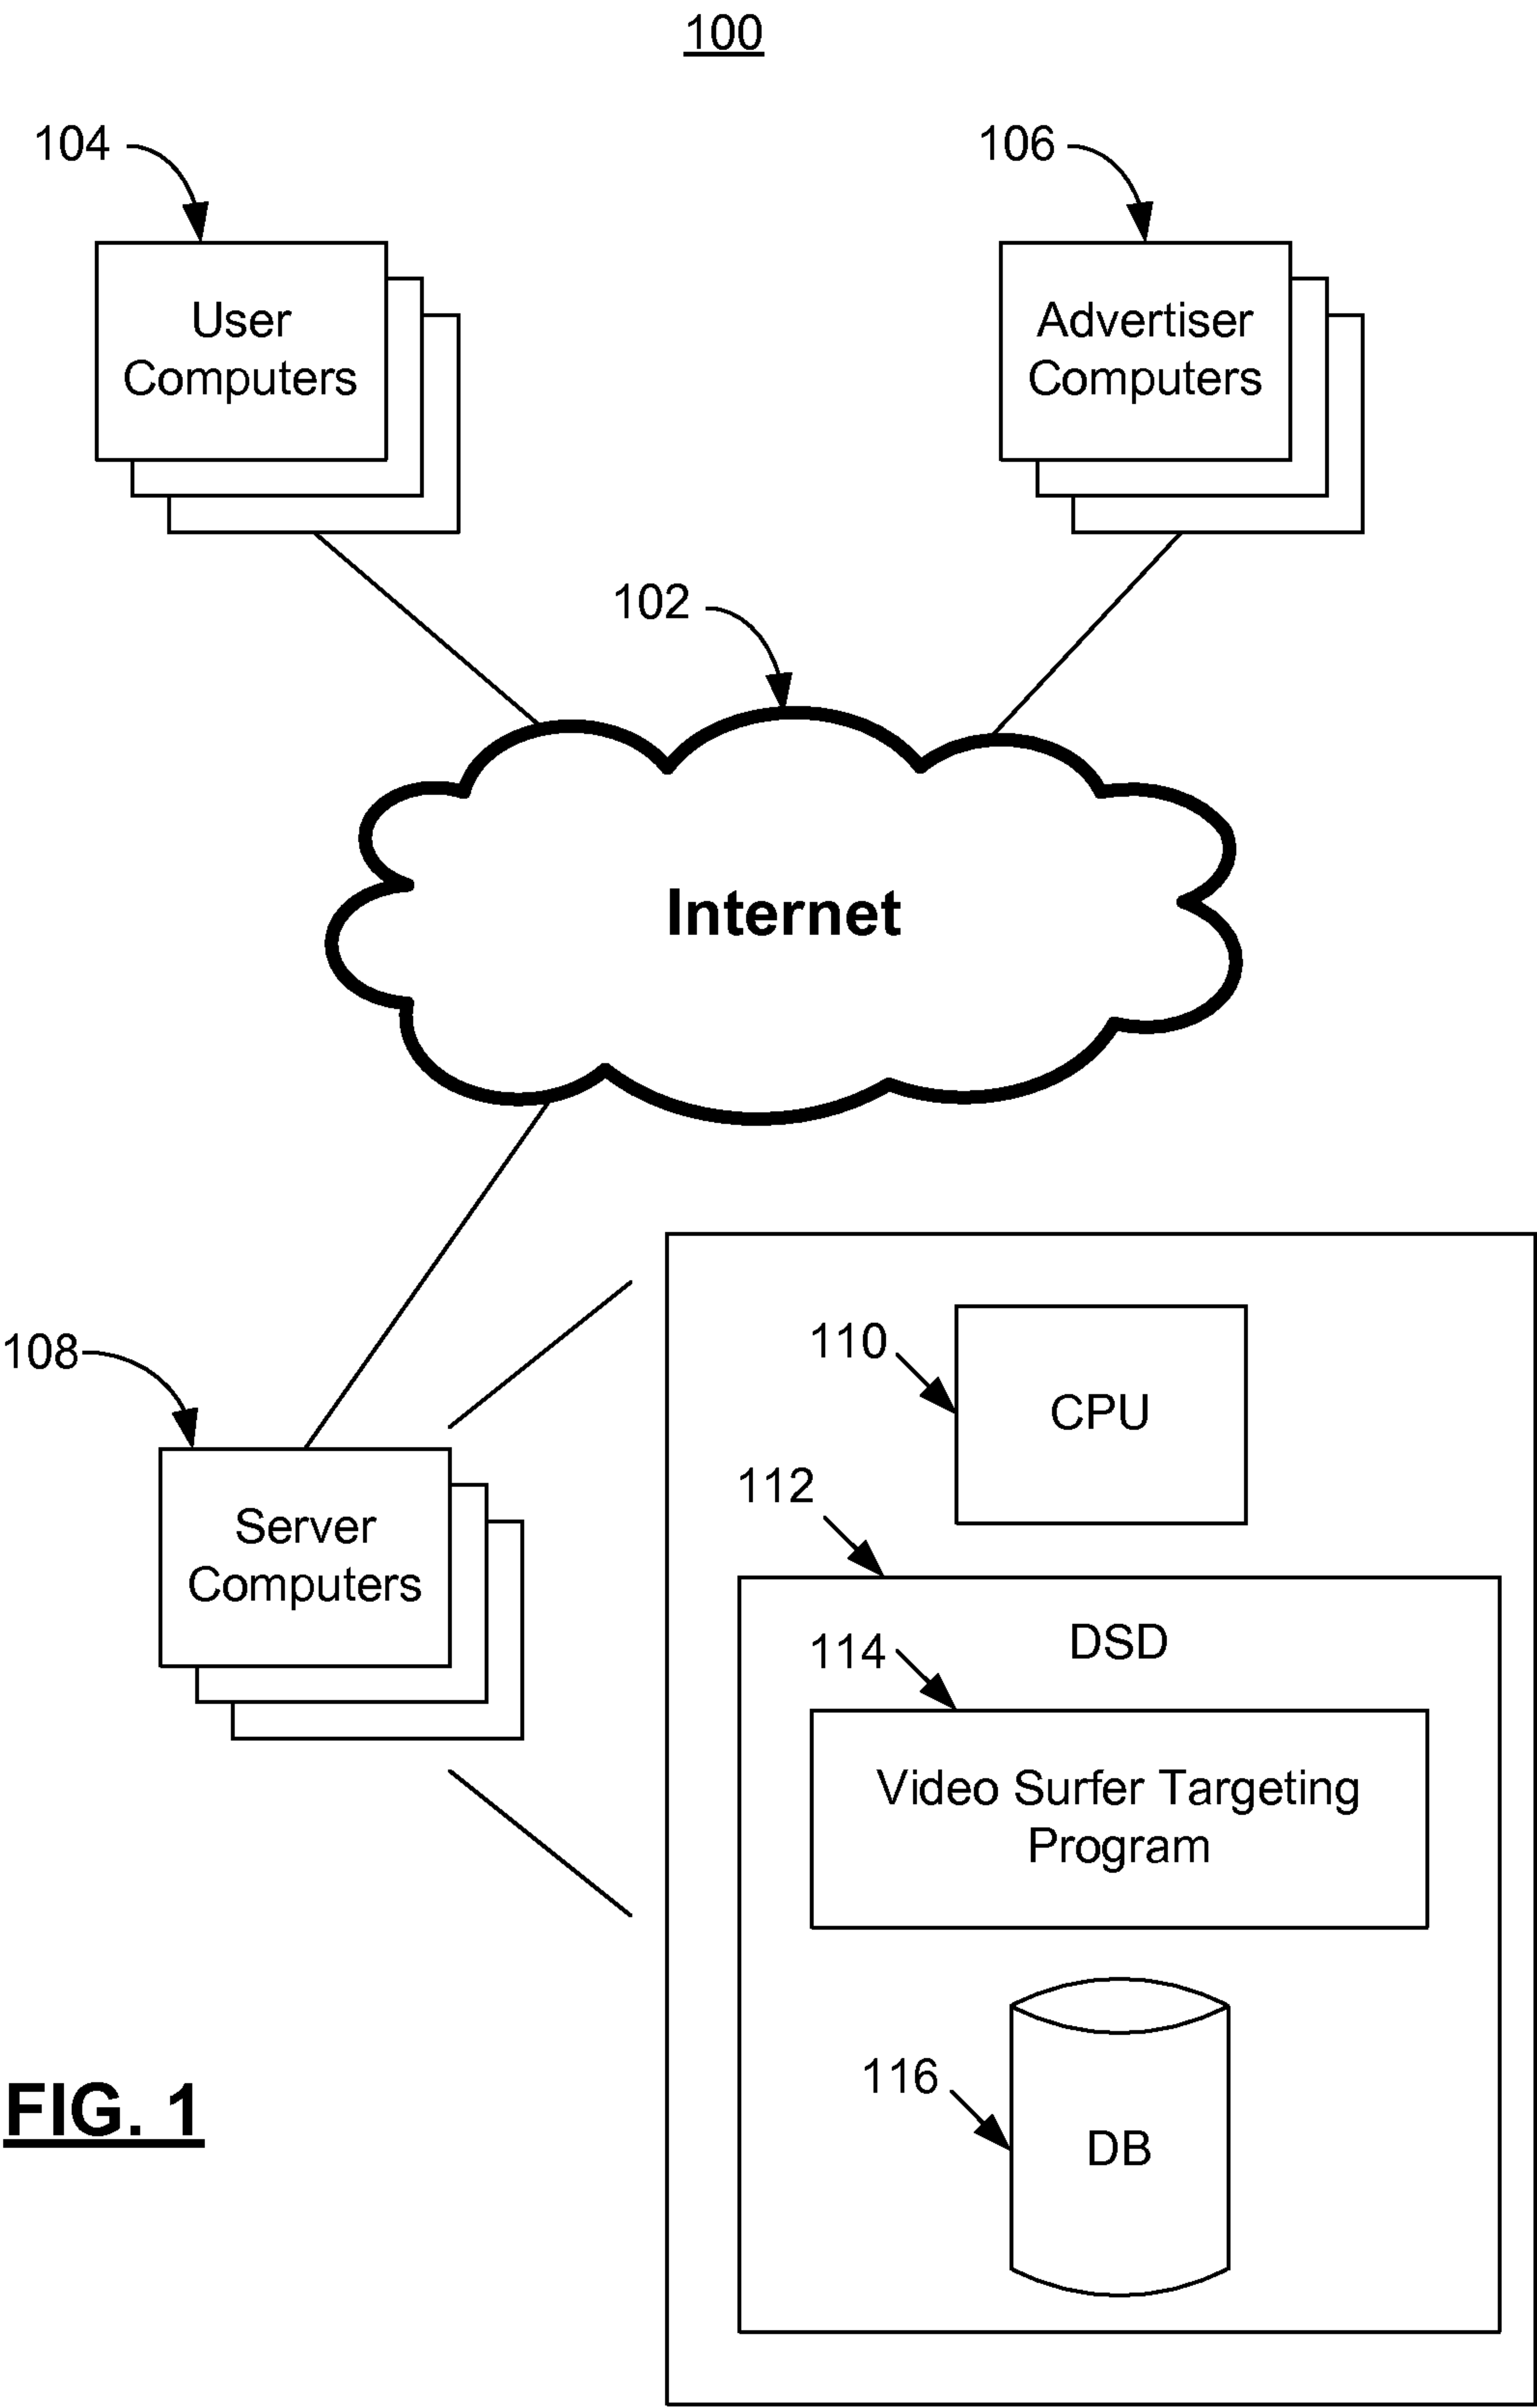 100
104
106
User
Computers
Advertiser
Computers
102
Internet
108
110
CPU
112
Server
Computers
DSD
114
Video Surfer Targeting
Program
116
DB
FIG. 1